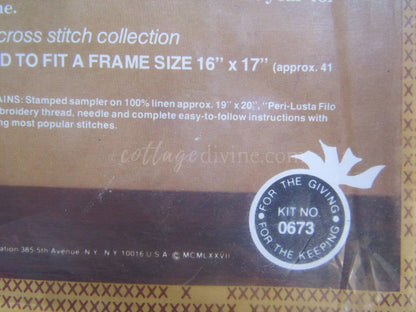 ne.
cross stitch collection
D TO FIT A FRAME SIZE 16" x 17" (approx. 41
AINS: Stamped sampler on 100% linen approx. 19" x 20", "Peri-Lusta Filo
broidery thread, needle and complete easy-to-follow instructions with
ng most popular stitches.
cottagedivine.com
FOR THE GIVING
KIT NO.
0673
FOR THE KEEPING
ation 385-5th Avenue N.Y. N.Y. 10016 U.S.A. © MCMLXXVII